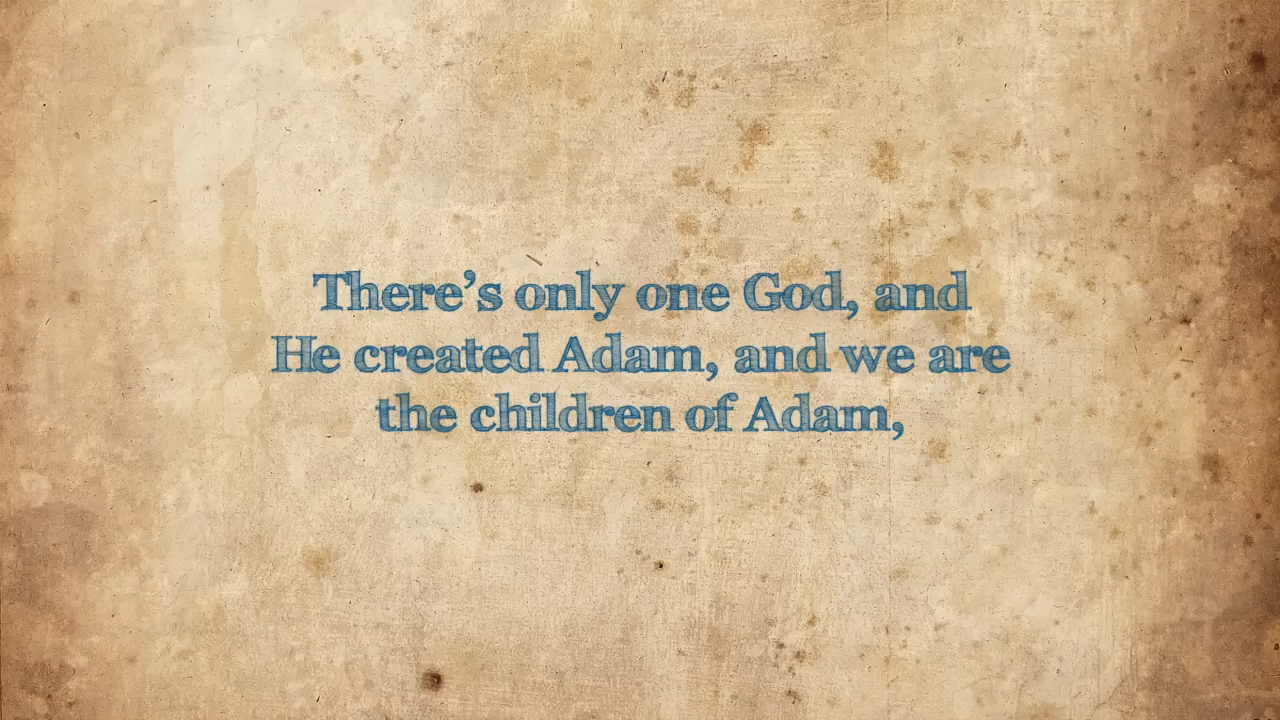 There’s only one God, and
He created Adam, and we are
the children of Adam,